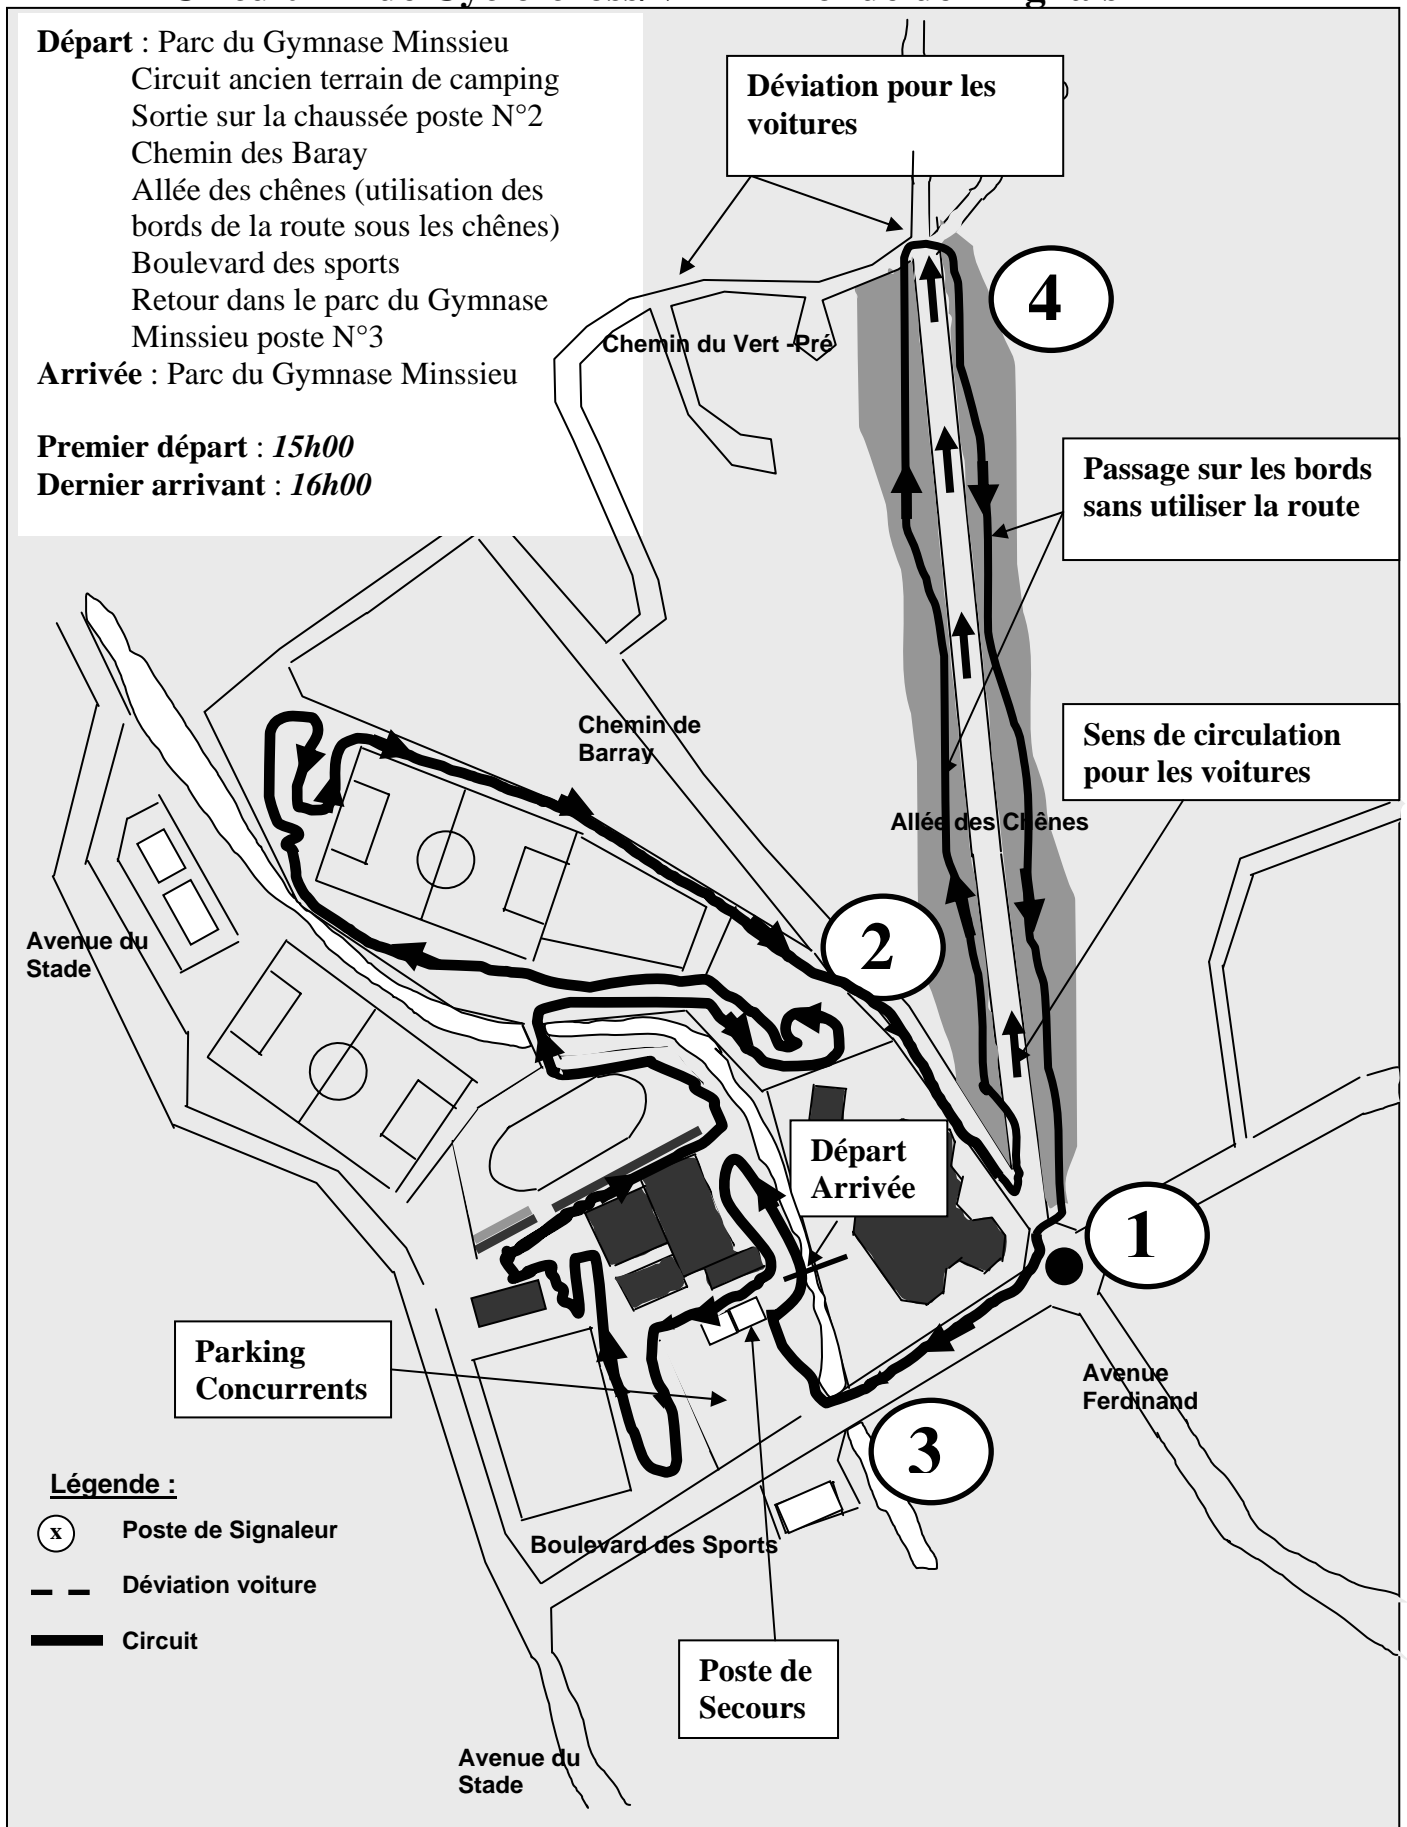 Départ : Parc du Gymnase Minssieu
Circuit ancien terrain de camping
Sortie sur la chaussée poste N°2
Chemin des Baray
Allée des chênes (utilisation des
bords de la route sous les chênes)
Boulevard des sports
Retour dans le parc du Gymnase
Minssieu poste N°3
Arrivée : Parc du Gymnase Minssieu
Premier départ : 15h00
Dernier arrivant : 16h00
Déviation pour les
voitures
4
Chemin du Vert -Pré
Passage sur les bords
sans utiliser la route
Sens de circulation
pour les voitures
Chemin de
Barray
Allée des Chênes
2
Avenue du
Stade
Départ
Arrivée
1
Parking
Concurrents
Avenue
Ferdinand
3
Légende :
x Poste de Signaleur
Déviation voiture
Circuit
Boulevard des Sports
Poste de
Secours
Avenue du
Stade